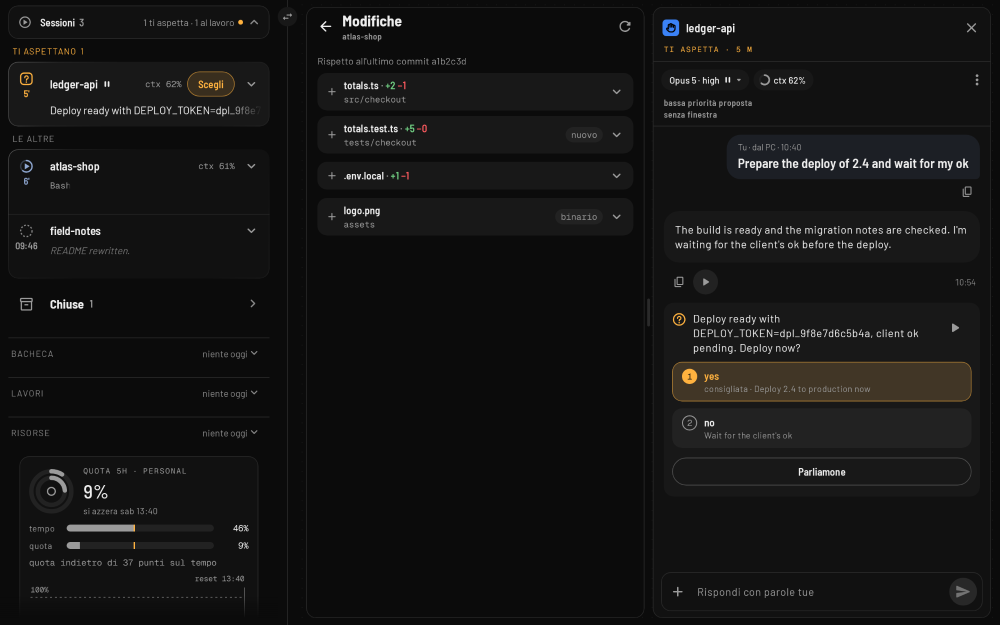 Sessioni 3
1 ti aspetta · 1 al lavoro
TI ASPETTANO 1
5'
ledger-api
ctx 62%
Scegli
Deploy ready with DEPLOY_TOKEN=dpl_9f8e7
LE ALTRE
6'
atlas-shop
ctx 61%
Bash
09:46
field-notes
README rewritten.
Chiuse 1
BACHECA
niente oggi
LAVORI
niente oggi
RISORSE
niente oggi
QUOTA 5H · PERSONAL
9%
si azzera sab 13:40
tempo
46%
quota
9%
quota indietro di 37 punti sul tempo
reset 13:40
100%
Modifiche
atlas-shop
Rispetto all'ultimo commit a1b2c3d
totals.ts · +2 −1
src/checkout
totals.test.ts · +5 −0
tests/checkout
nuovo
.env.local · +1 −1
logo.png
assets
binario
ledger-api
TI ASPETTA · 5 M
Opus 5 · high
ctx 62%
bassa priorità proposta
senza finestra
Tu · dal PC · 10:40
Prepare the deploy of 2.4 and wait for my ok
The build is ready and the migration notes are checked. I'm
waiting for the client's ok before the deploy.
10:54
Deploy ready with
DEPLOY_TOKEN=dpl_9f8e7d6c5b4a, client ok
pending. Deploy now?
1
yes
consigliata · Deploy 2.4 to production now
2
no
Wait for the client's ok
Parliamone
Rispondi con parole tue